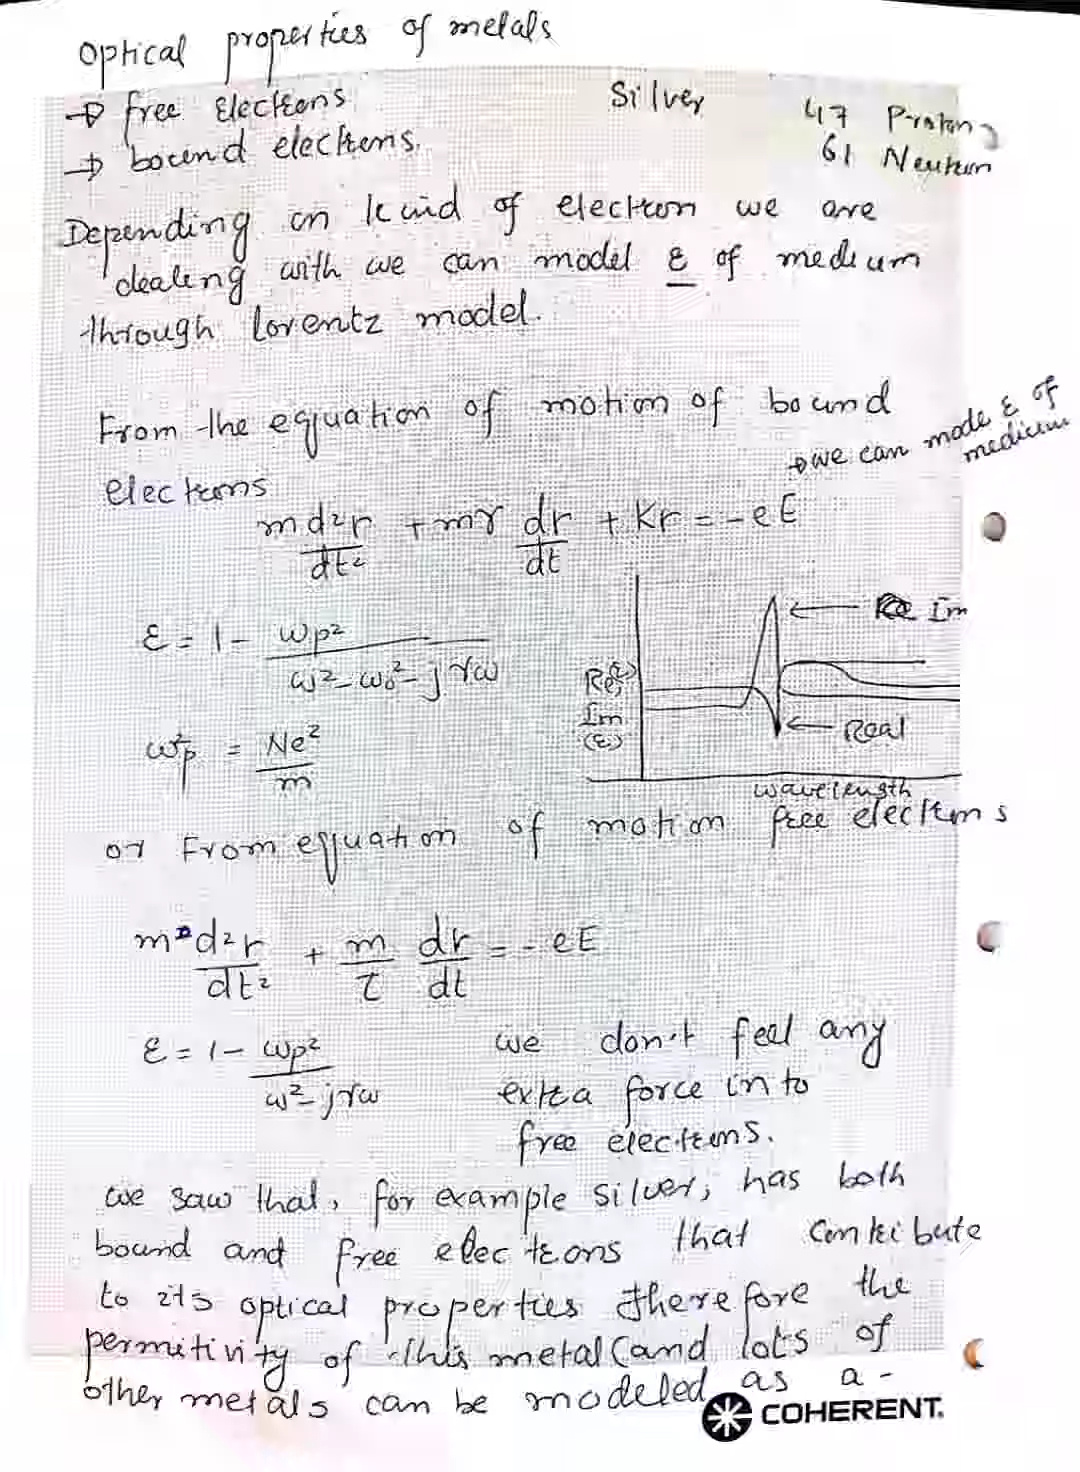 Optical properties of metals
→ free Electrons
Silver
47 Proton
→ bound electrons.
61 Neutron
Depending on kind of electron we are
dealing with we can model ε of medium
through Lorentz model.
From the equation of motion of bound
→ we can mode ε of
medium
electrons
m d²r/dt² + mγ dr/dt + Kr = -eE
ε = 1 - ωp²/ω²-ω₀²-jγω
Im
Re(ε)
Im
(ε)
Real
ω²p = Ne²/m
wavelength
or From equation of motion free electrons
m d²r/dt² + m/τ dr/dt = -eE
ε = 1 - ωp²/ω²-jγω
we don't feel any
extra force in to
free electrons.
we saw that, for example silver, has both
bound and free electrons that contribute
to its optical properties therefore the
permitivity of this metal (and lots of
other metals can be modeled as a -
COHERENT.